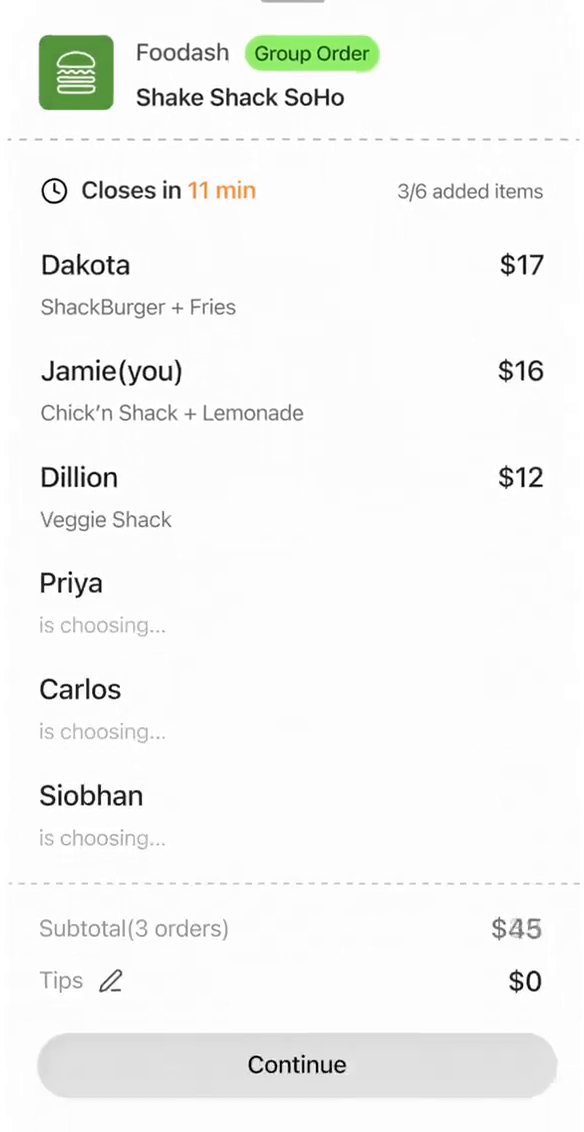 Foodash Group Order
Shake Shack SoHo
Closes in 11 min 3/6 added items
Dakota $17
ShackBurger + Fries
Jamie(you) $16
Chick’n Shack + Lemonade
Dillion $12
Veggie Shack
Priya
is choosing...
Carlos
is choosing...
Siobhan
is choosing...
Subtotal(3 orders) $45
Tips $0
Continue